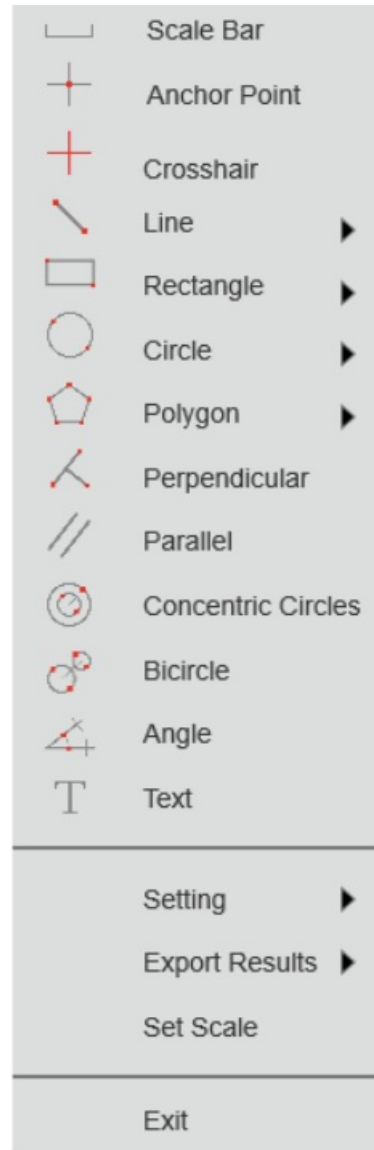 Scale Bar
Anchor Point
Crosshair
Line
Rectangle
Circle
Polygon
Perpendicular
Parallel
Concentric Circles
Bicircle
Angle
T Text
Setting
Export Results
Set Scale
Exit